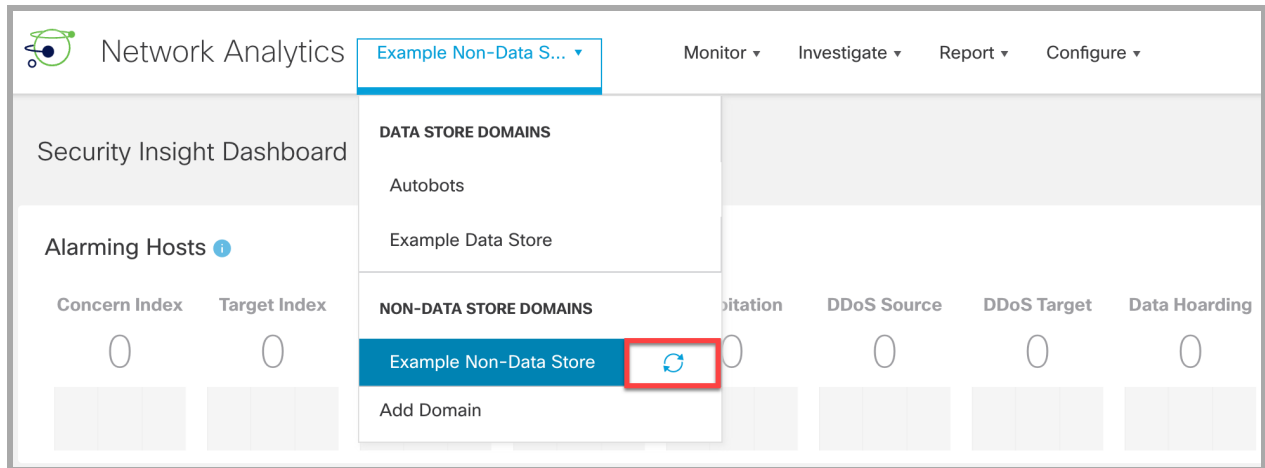 Network Analytics
Example Non-Data S...
Monitor
Investigate
Report
Configure
Security Insight Dashboard
DATA STORE DOMAINS
Autobots
Example Data Store
NON-DATA STORE DOMAINS
Example Non-Data Store
Add Domain
Alarming Hosts
Concern Index
Target Index
DDoS Source
DDoS Target
Data Hoarding
0
0
0
0
0
0